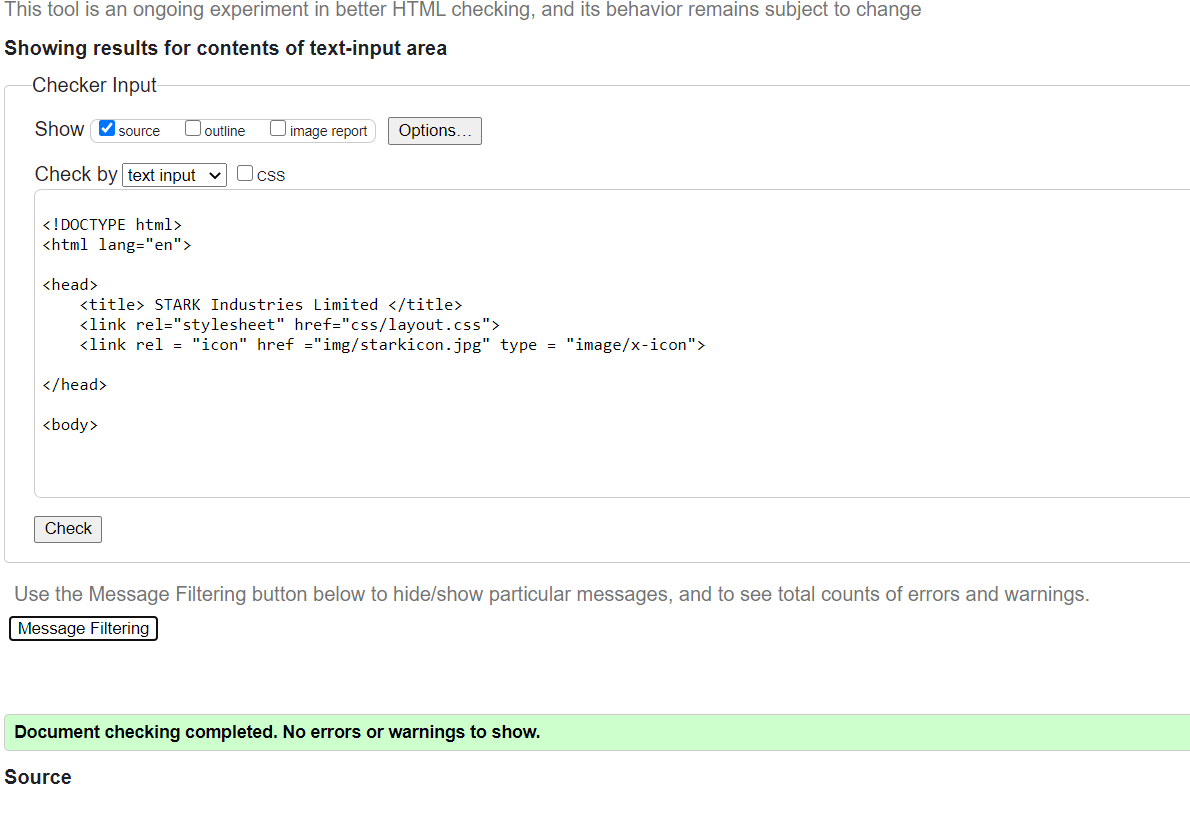 This tool is an ongoing experiment in better HTML checking, and its behavior remains subject to change
Showing results for contents of text-input area
Checker Input
Show source outline image report Options...
Check by text input CSS
<!DOCTYPE html>
<html lang="en">
<head>
<title> STARK Industries Limited </title>
<link rel="stylesheet" href="css/layout.css">
<link rel = "icon" href ="img/starkicon.jpg" type = "image/x-icon">
</head>
<body>
Check
Use the Message Filtering button below to hide/show particular messages, and to see total counts of errors and warnings.
Message Filtering
Document checking completed. No errors or warnings to show.
Source